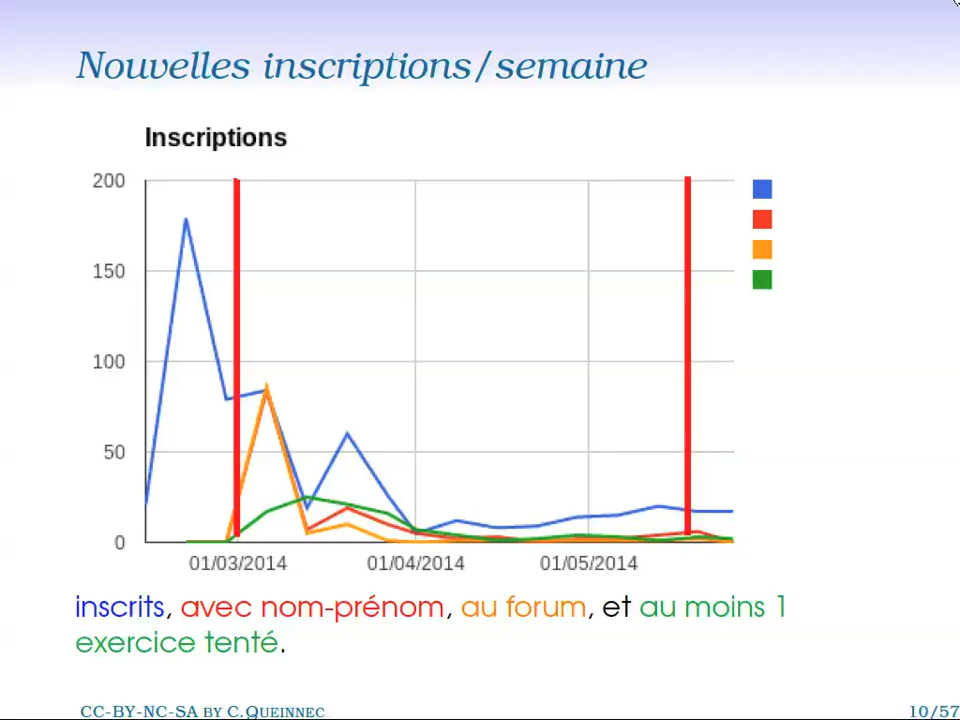 Nouvelles inscriptions/semaine
Inscriptions
200
150
100
50
0
01/03/2014 01/04/2014 01/05/2014
inscrits, avec nom-prénom, au forum, et au moins 1
exercice tenté.
CC-BY-NC-SA BY C.QUEINNEC 10/57